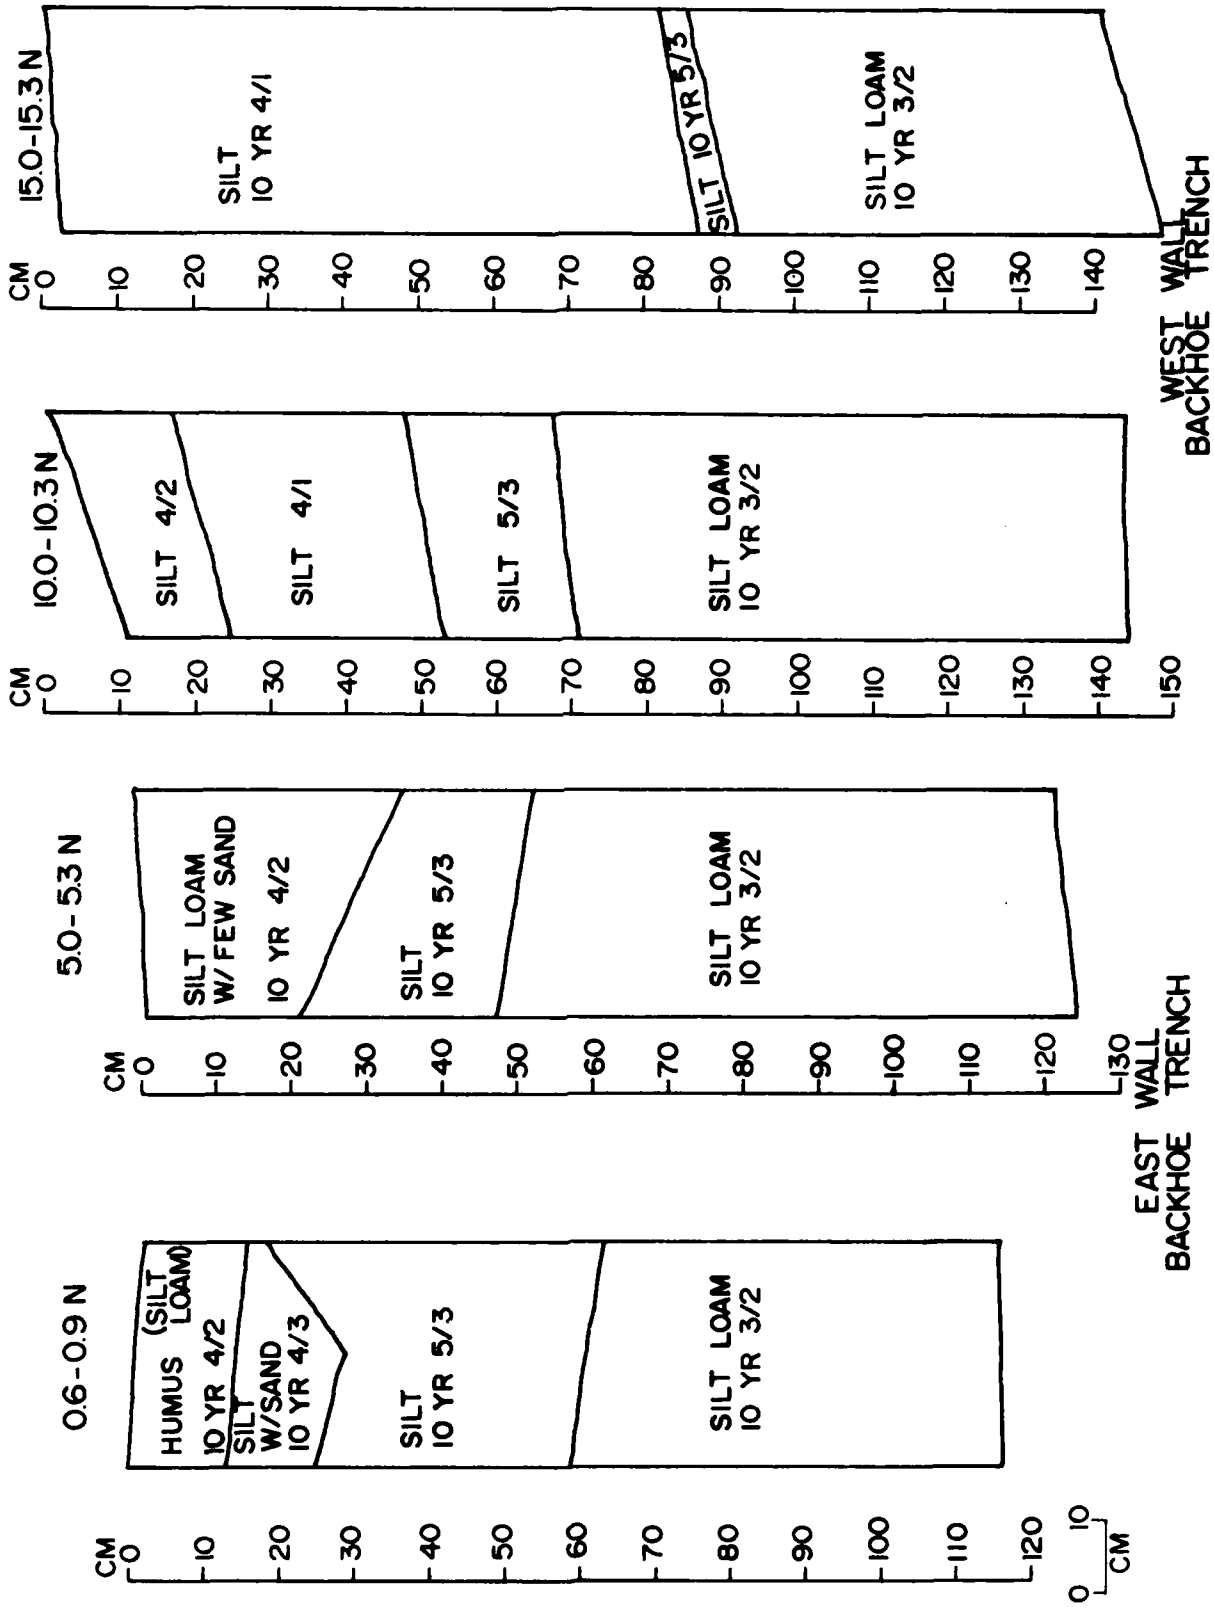 0.6-0.9 N
CM
0
10
20
30
40
50
60
70
80
90
100
110
120
HUMUS (SILT
LOAM)
10 YR 4/2
SILT
W/SAND
10 YR 4/3
SILT
10 YR 5/3
SILT LOAM
10 YR 3/2
0 10
CM
5.0-5.3 N
CM
0
10
20
30
40
50
60
70
80
90
100
110
120
130
SILT LOAM
W/FEW SAND
10 YR 4/2
SILT
10 YR 5/3
SILT LOAM
10 YR 3/2
EAST WALL
BACKHOE TRENCH
10.0-10.3 N
CM
0
10
20
30
40
50
60
70
80
90
100
110
120
130
140
150
SILT 4/2
SILT 4/1
SILT 5/3
SILT LOAM
10 YR 3/2
15.0-15.3 N
CM
0
10
20
30
40
50
60
70
80
90
100
110
120
130
140
SILT
10 YR 4/1
SILT 10 YR 5/3
SILT LOAM
10 YR 3/2
WEST WALL
BACKHOE TRENCH